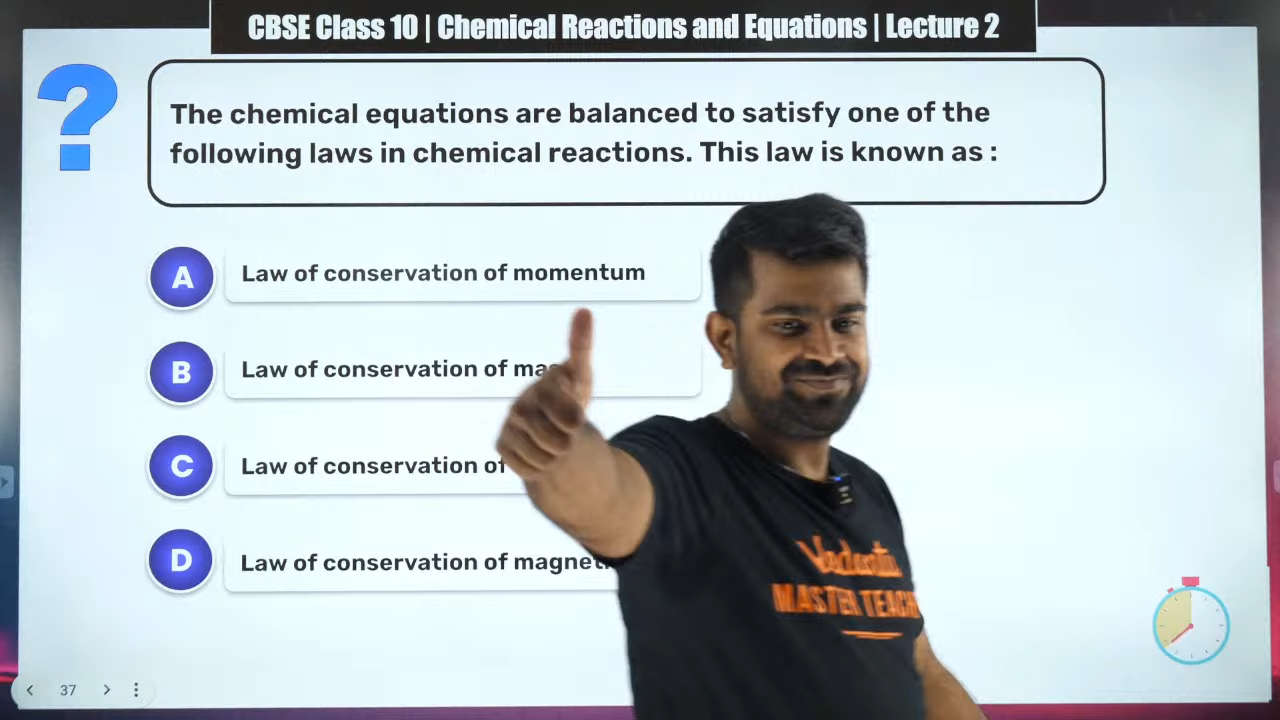 CBSE Class 10 | Chemical Reactions and Equations | Lecture 2
?
The chemical equations are balanced to satisfy one of the
following laws in chemical reactions. This law is known as :
A Law of conservation of momentum
B Law of conservation of
C Law of conservation of
D Law of conservation of
Vedantu
MASTER
37